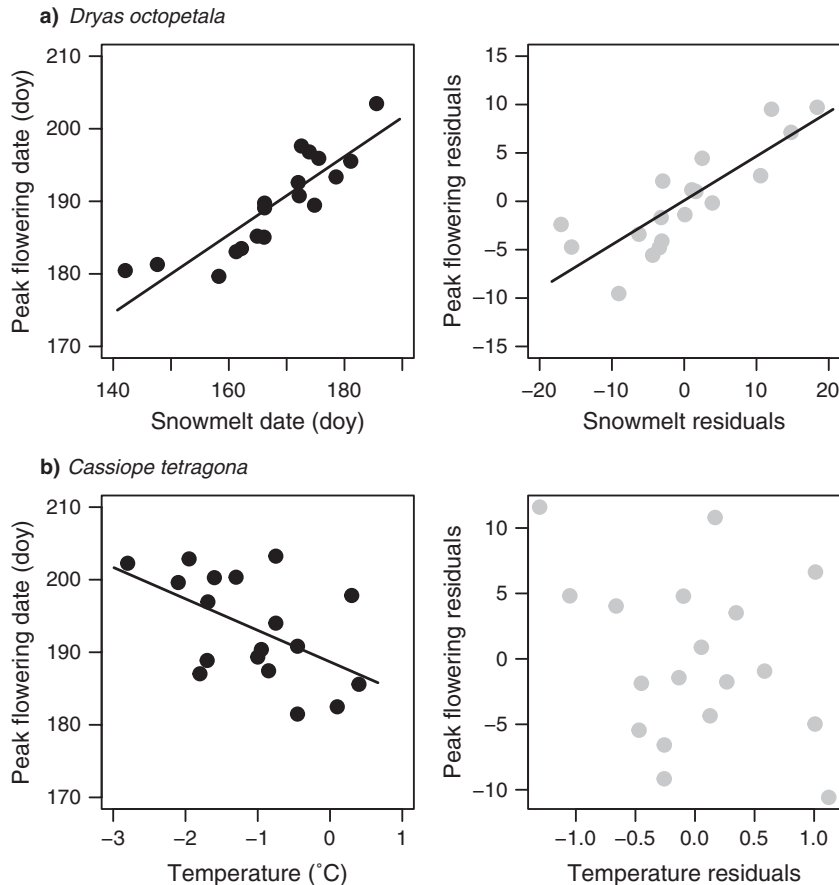 a) Dryas octopetala
Peak flowering date (doy)
210
200
190
180
170
140 160 180
Snowmelt date (doy)
Peak flowering residuals
15
10
5
0
−5
−10
−15
−20 −10 0 10 20
Snowmelt residuals
b) Cassiope tetragona
Peak flowering date (doy)
210
200
190
180
170
−3 −2 −1 0 1
Temperature (˚C)
Peak flowering residuals
10
5
0
−5
−10
−1.0 −0.5 0.0 0.5 1.0
Temperature residuals